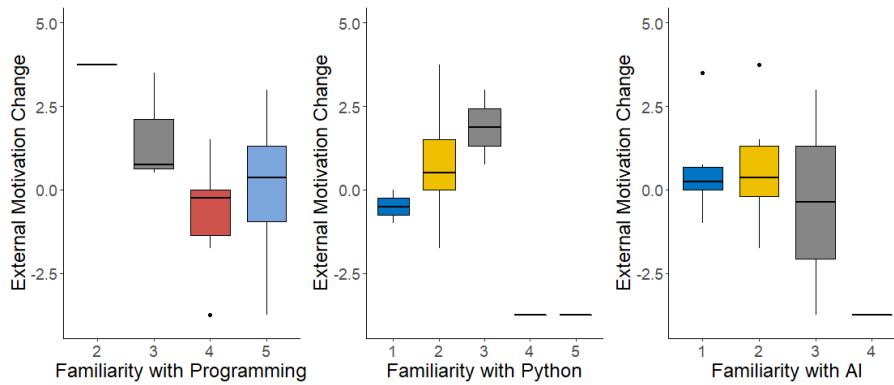 External Motivation Change
5.0
2.5
0.0
-2.5
2 3 4 5
Familiarity with Programming
External Motivation Change
5.0
2.5
0.0
-2.5
1 2 3 4 5
Familiarity with Python
External Motivation Change
5.0
2.5
0.0
-2.5
1 2 3 4
Familiarity with AI